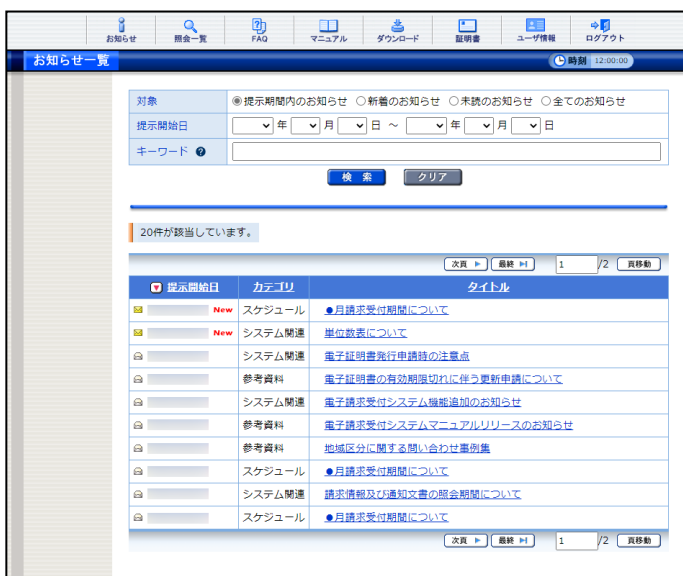 お知らせ 照会一覧 FAQ マニュアル ダウンロード 証明書 ユーザ情報 ログアウト
お知らせ一覧 時刻 12:00:00
対象 提示期間内のお知らせ 新着のお知らせ 未読のお知らせ 全てのお知らせ
提示開始日 年 月 日 ～ 年 月 日
キーワード ?
検 索 クリア
20件が該当しています。
次頁 最終 1 /2 頁移動
提示開始日 カテゴリ タイトル
New スケジュール ●月請求受付期間について
New システム関連 単位数表について
システム関連 電子証明書発行申請時の注意点
参考資料 電子証明書の有効期限切れに伴う更新申請について
システム関連 電子請求受付システム機能追加のお知らせ
参考資料 電子請求受付システムマニュアルリリースのお知らせ
参考資料 地域区分に関する問い合わせ事例集
スケジュール ●月請求受付期間について
システム関連 請求情報及び通知文書の照会期間について
スケジュール ●月請求受付期間について
次頁 最終 1 /2 頁移動